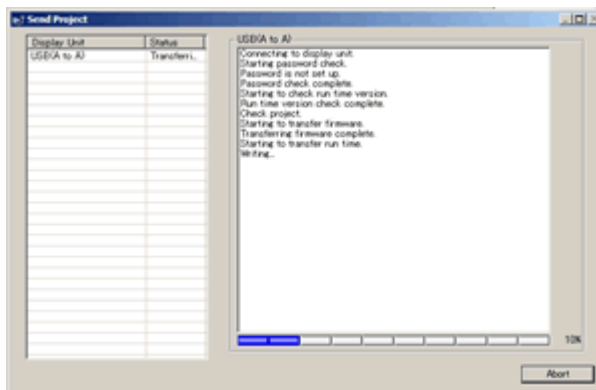 Send Project
Display Unit
Status
USB(A to A)
Transferri..
USB(A to A)
Connecting to display unit.
Starting password check.
Password is not set up.
Password check complete.
Starting to check run time version.
Run time version check complete.
Check project.
Starting to transfer firmware.
Transferring firmware complete.
Starting to transfer run time.
Writing...
10%
Abort